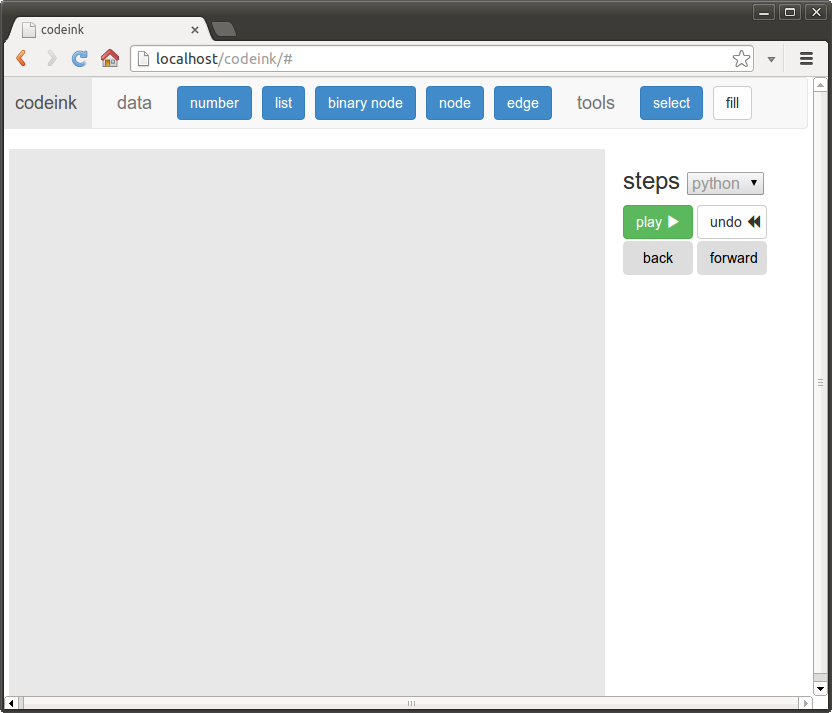 codeink
localhost/codeink/#
codeink data number list binary node node edge tools select fill
steps python
play undo
back forward